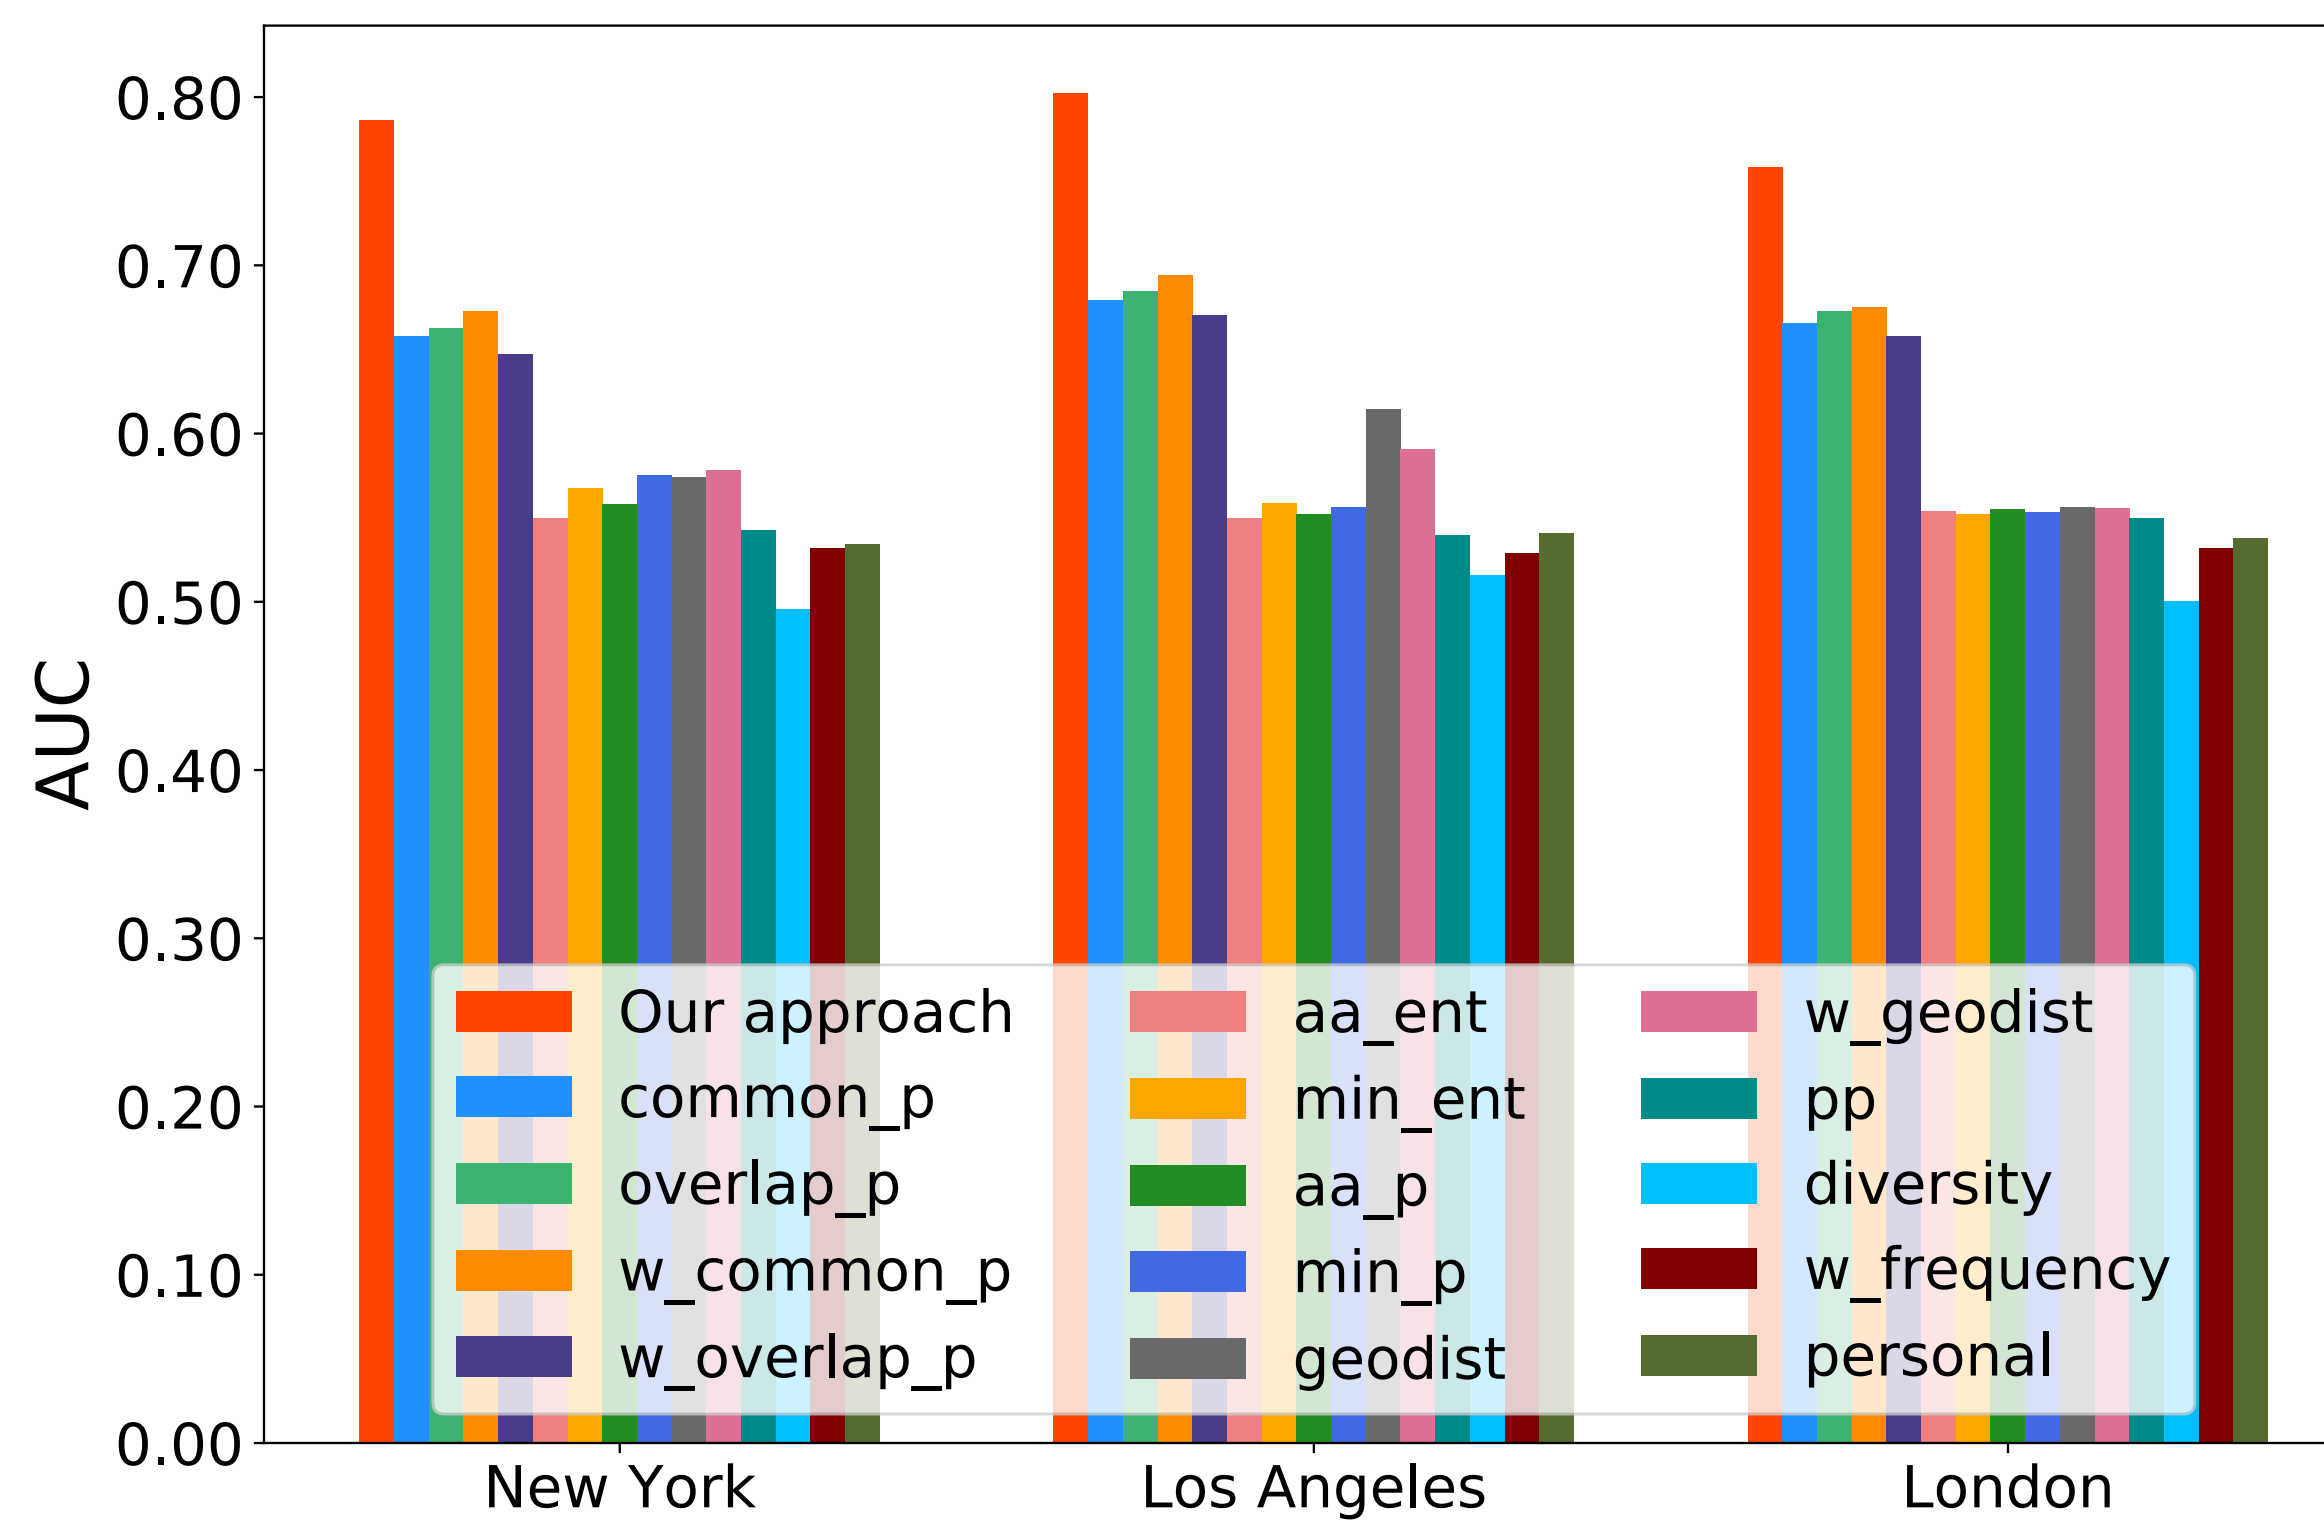 AUC
0.80
0.70
0.60
0.50
0.40
0.30
0.20
0.10
0.00
Our approach
common_p
overlap_p
w_common_p
w_overlap_p
aa_ent
min_ent
aa_p
min_p
geodist
w_geodist
pp
diversity
w_frequency
personal
New York
Los Angeles
London